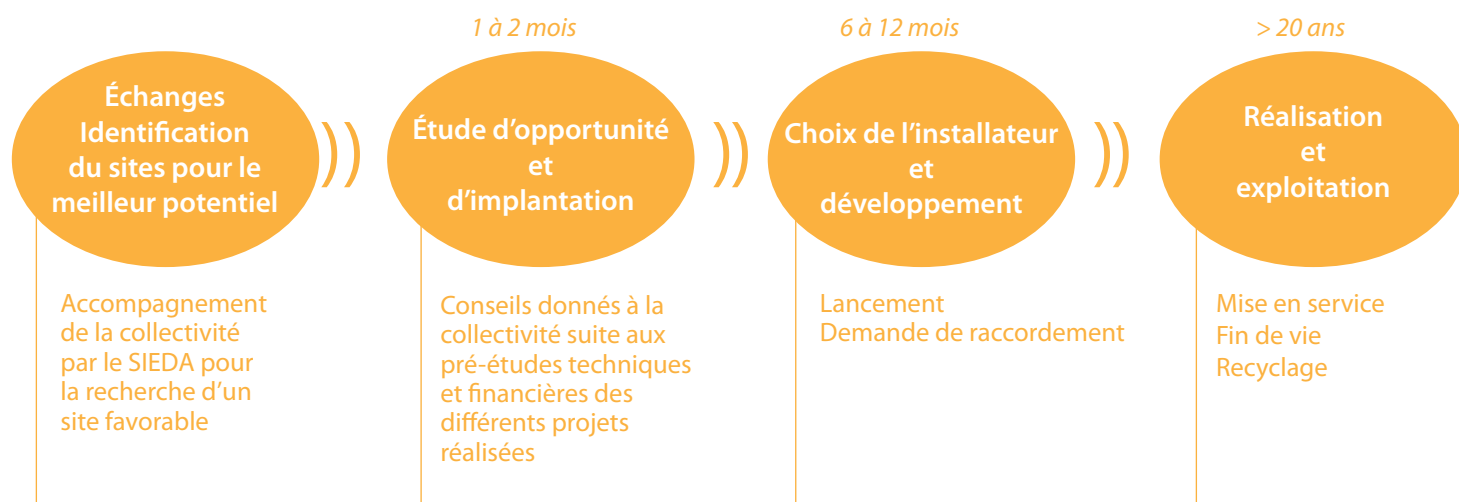 Échanges
Identification
du sites pour le
meilleur potentiel
Accompagnement
de la collectivité
par le SIEDA pour
la recherche d'un
site favorable
1 à 2 mois
Étude d'opportunité
et
d'implantation
Conseils donnés à la
collectivité suite aux
pré-études techniques
et financières des
différents projets
réalisées
6 à 12 mois
Choix de l'installateur
et
développement
Lancement
Demande de raccordement
> 20 ans
Réalisation
et
exploitation
Mise en service
Fin de vie
Recyclage